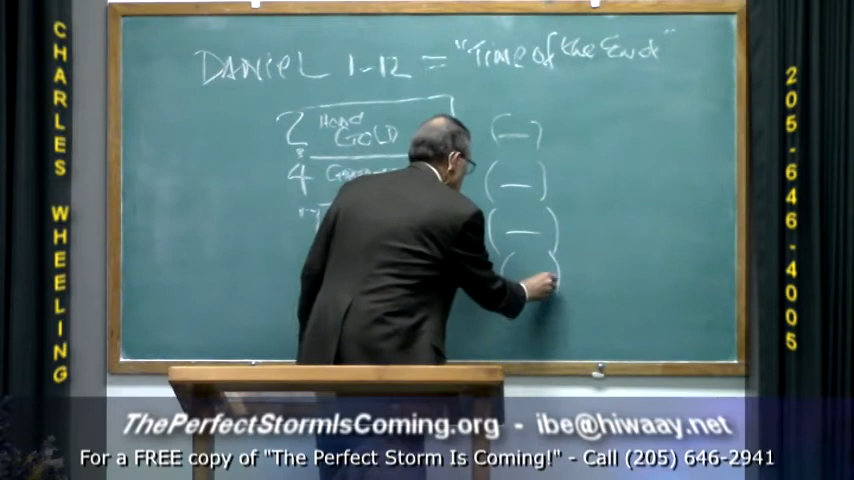 DANIEL 1-12 = "Time of the End"
2 Head GOLD
8
4
CHARLES WHEELING
205-646-4005
ThePerfectStormIsComing.org - ibe@hiwaay.net
For a FREE copy of "The Perfect Storm Is Coming!" - Call (205) 646-2941